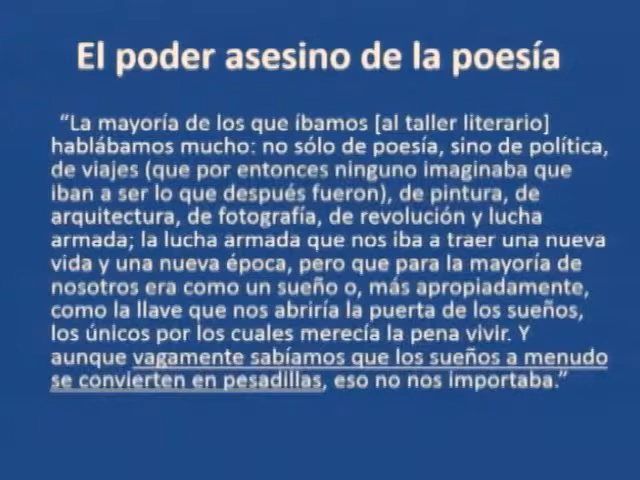 El poder asesino de la poesía
“La mayoría de los que íbamos [al taller literario]
hablábamos mucho: no sólo de poesía, sino de política,
de viajes (que por entonces ninguno imaginaba que
iban a ser lo que después fueron), de pintura, de
arquitectura, de fotografía, de revolución y lucha
armada; la lucha armada que nos iba a traer una nueva
vida y una nueva época, pero que para la mayoría de
nosotros era como un sueño o, más apropiadamente,
como la llave que nos abriría la puerta de los sueños,
los únicos por los cuales merecía la pena vivir. Y
aunque vagamente sabíamos que los sueños a menudo
se convierten en pesadillas, eso no nos importaba.”